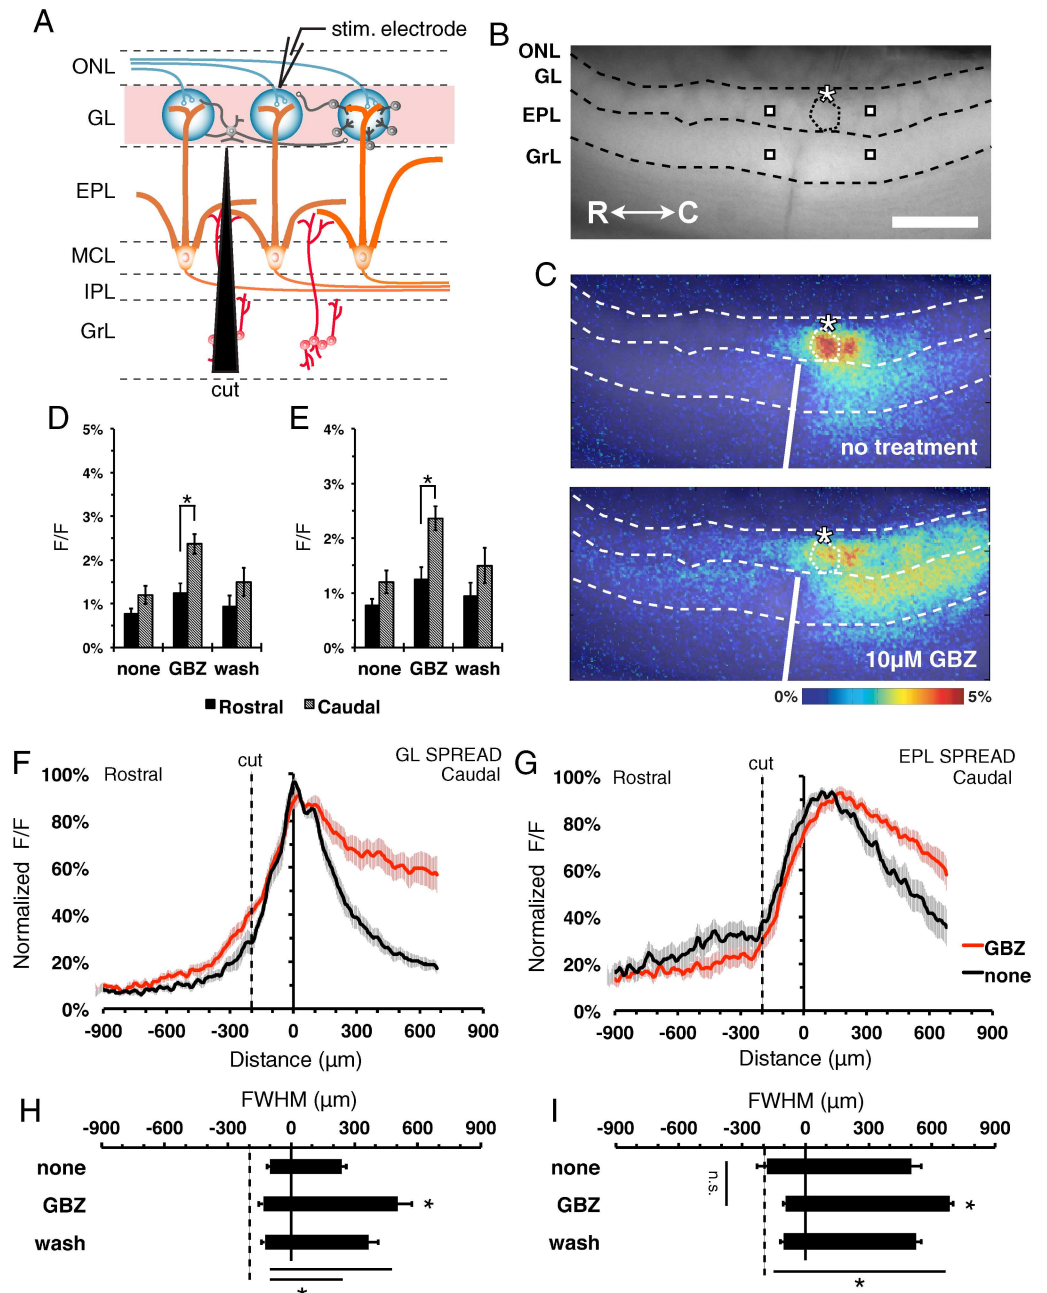 A
stim. electrode
ONL
GL
EPL
MCL
IPL
GrL
cut
B
ONL
GL
EPL
GrL
R C
*
C
*
no treatment
*
10µM GBZ
0% 5%
D
5%
4%
3%
2%
1%
0%
F/F
*
none GBZ wash
E
4%
3%
2%
1%
0%
F/F
*
none GBZ wash
Rostral Caudal
F
cut
GL SPREAD
Rostral
Caudal
100%
80%
60%
40%
20%
0%
Normalized F/F
-900 -600 -300 0 300 600 900
Distance (µm)
G
cut
EPL SPREAD
Rostral
Caudal
100%
80%
60%
40%
20%
0%
Normalized F/F
GBZ
none
-900 -600 -300 0 300 600 900
Distance (µm)
H
FWHM (µm)
-900 -600 -300 0 300 600 900
none
GBZ
*
wash
*
I
FWHM (µm)
-900 -600 -300 0 300 600 900
none
n.s.
GBZ
*
wash
*